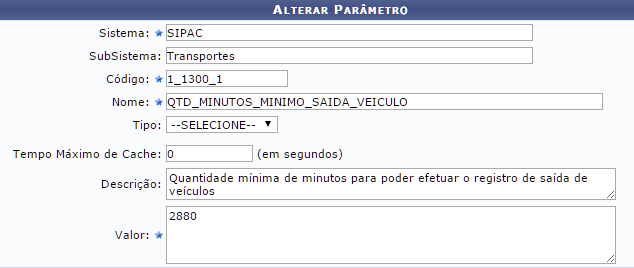 ALTERAR PARÂMETRO
Sistema: SIPAC
SubSistema: Transportes
Código: 1_1300_1
Nome: QTD_MINUTOS_MINIMO_SAIDA_VEICULO
Tipo: --SELECIONE--
Tempo Máximo de Cache: 0 (em segundos)
Descrição: Quantidade mínima de minutos para poder efetuar o registro de saída de
veículos
2880
Valor: